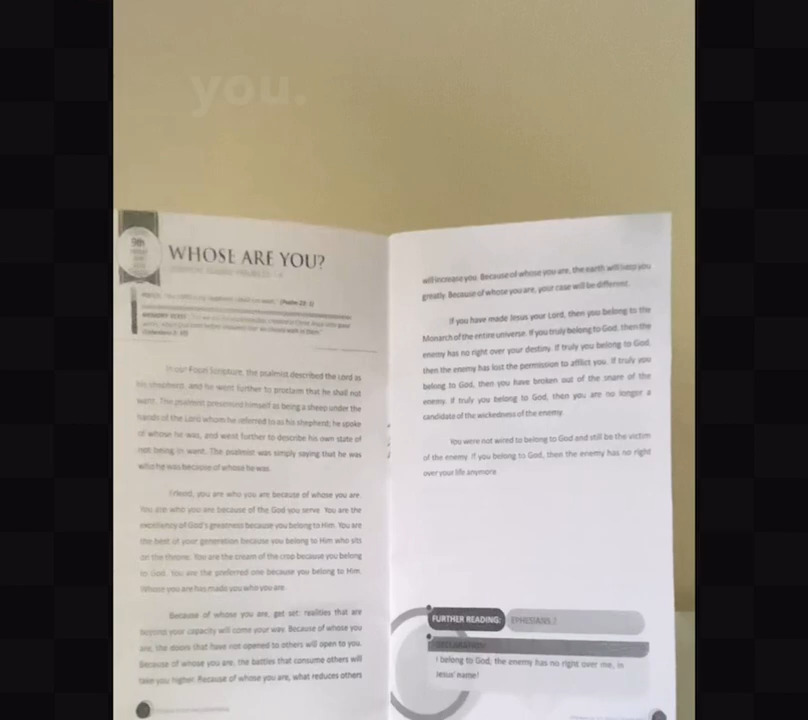 you.
9th
WHOSE ARE YOU?
(Psalm 23: 1)
MEMORY VERSE
(Ephesians 2: 10)
In our Focal Scripture, the psalmist described the Lord as
his shepherd, and he went further to proclaim that he shall not
want. The psalmist presented himself as being a sheep under the
hands of the Lord whom he referred to as his shepherd; he spoke
of whose he was, and went further to describe his own state of
not being in want. The psalmist was simply saying that he was
who he was because of whose he was.
Friend, you are who you are because of whose you are.
You are who you are because of the God you serve. You are the
excellency of God's greatness because you belong to Him. You are
the best of your generation because you belong to Him who sits
on the throne. You are the cream of the crop because you belong
to God. You are the preferred one because you belong to Him.
Whose you are has made you who you are.
Because of whose you are, get set: realities that are
beyond your capacity will come your way. Because of whose you
are, the doors that have not opened to others will open to you.
Because of whose you are, the battles that consume others will
take you higher. Because of whose you are, what reduces others
will increase you. Because of whose you are, the earth will help you
greatly. Because of whose you are, your case will be different.
If you have made Jesus your Lord, then you belong to the
Monarch of the entire universe. If you truly belong to God, then the
enemy has no right over your destiny. If truly you belong to God,
then the enemy has lost the permission to afflict you. If truly you
belong to God, then you have broken out of the snare of the
enemy. If truly you belong to God, then you are no longer a
candidate of the wickedness of the enemy.
You were not wired to belong to God and still be the victim
of the enemy. If you belong to God, then the enemy has no right
over your life anymore.
FURTHER READING: EPHESIANS 2
DECLARATION:
I belong to God; the enemy has no right over me, in
Jesus' name!